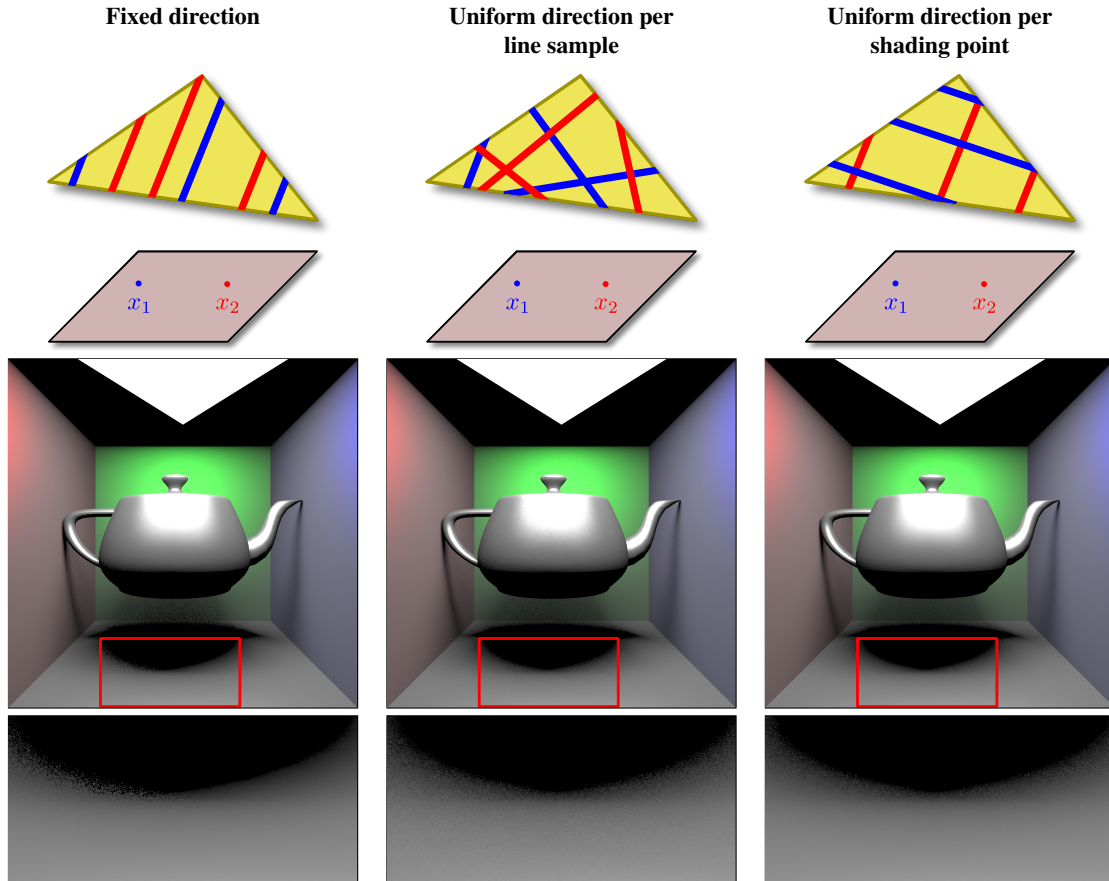 Fixed direction
Uniform direction per
line sample
Uniform direction per
shading point
x₁
x₂
x₁
x₂
x₁
x₂